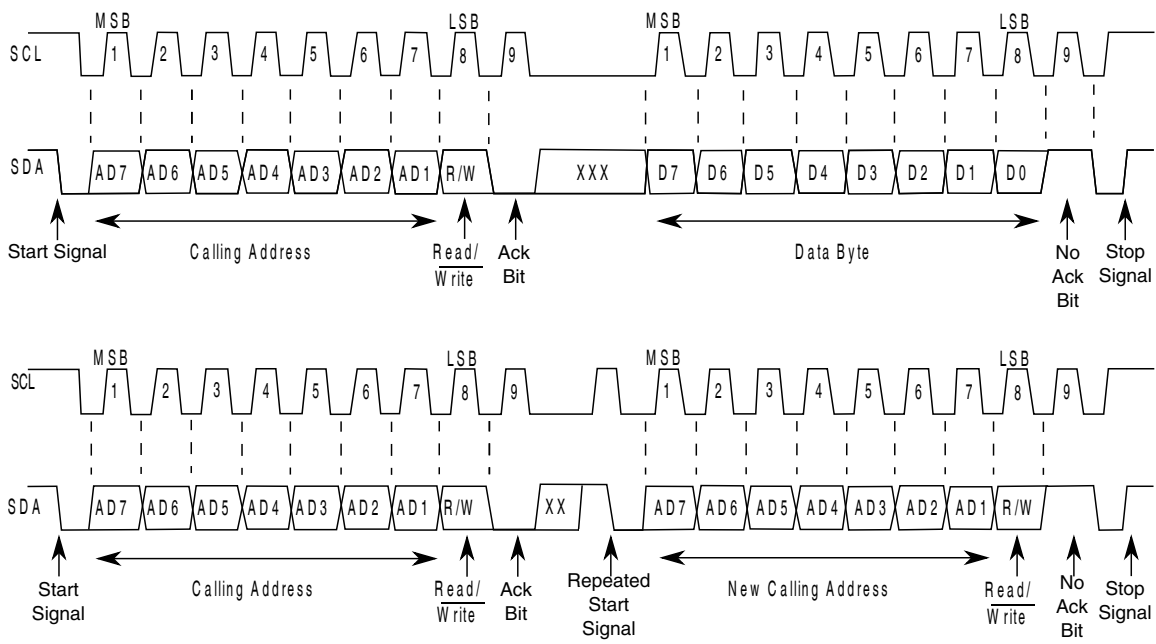 MSB LSB MSB LSB
SCL 1 2 3 4 5 6 7 8 9 1 2 3 4 5 6 7 8 9
SDA AD7 AD6 AD5 AD4 AD3 AD2 AD1 R/W XXX D7 D6 D5 D4 D3 D2 D1 D0
Start Signal Calling Address Read/ Ack Data Byte No Stop
Write Bit Ack Signal
Bit
MSB LSB MSB LSB
SCL 1 2 3 4 5 6 7 8 9 1 2 3 4 5 6 7 8 9
SDA AD7 AD6 AD5 AD4 AD3 AD2 AD1 R/W XX AD7 AD6 AD5 AD4 AD3 AD2 AD1 R/W
Start Calling Address Read/ Ack Repeated New Calling Address Read/ No Stop
Signal Write Bit Start Write Ack Signal
Signal Bit